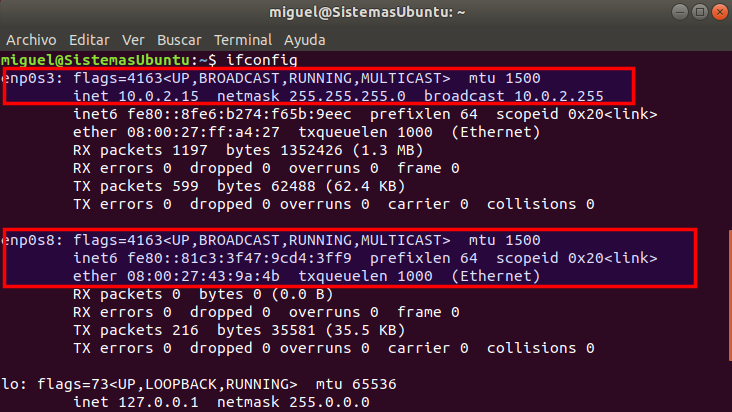 miguel@SistemasUbuntu: ~
Archivo Editar Ver Buscar Terminal Ayuda
miguel@SistemasUbuntu:~$ ifconfig
enp0s3: flags=4163<UP,BROADCAST,RUNNING,MULTICAST>  mtu 1500
        inet 10.0.2.15  netmask 255.255.255.0  broadcast 10.0.2.255
        inet6 fe80::8fe6:b274:f65b:9eec  prefixlen 64  scopeid 0x20<link>
        ether 08:00:27:ff:a4:27  txqueuelen 1000  (Ethernet)
        RX packets 1197  bytes 1352426 (1.3 MB)
        RX errors 0  dropped 0  overruns 0  frame 0
        TX packets 599  bytes 62488 (62.4 KB)
        TX errors 0  dropped 0 overruns 0  carrier 0  collisions 0
enp0s8: flags=4163<UP,BROADCAST,RUNNING,MULTICAST>  mtu 1500
        inet6 fe80::81c3:3f47:9cd4:3ff9  prefixlen 64  scopeid 0x20<link>
        ether 08:00:27:43:9a:4b  txqueuelen 1000  (Ethernet)
        RX packets 0  bytes 0 (0.0 B)
        RX errors 0  dropped 0  overruns 0  frame 0
        TX packets 216  bytes 35581 (35.5 KB)
        TX errors 0  dropped 0 overruns 0  carrier 0  collisions 0
lo: flags=73<UP,LOOPBACK,RUNNING>  mtu 65536
        inet 127.0.0.1  netmask 255.0.0.0